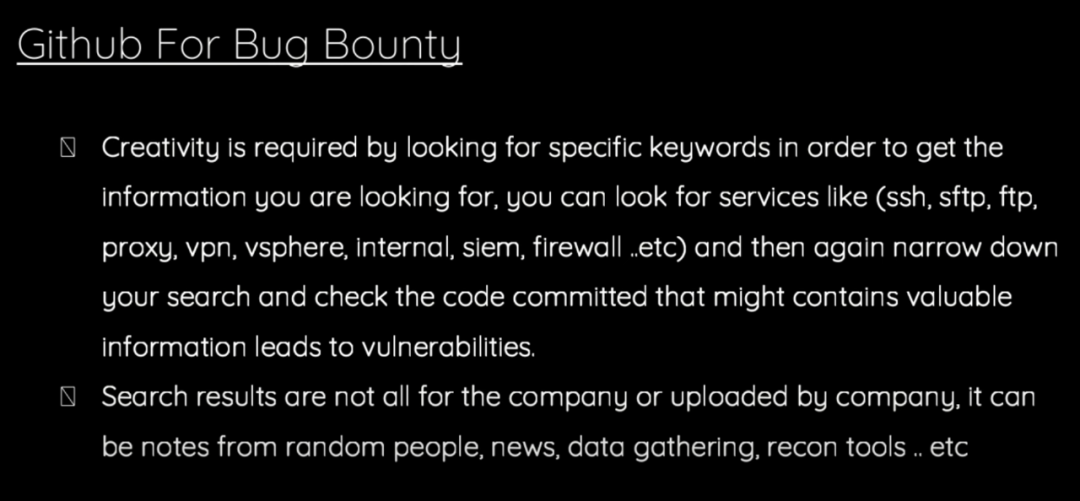 Github For Bug Bounty
Creativity is required by looking for specific keywords in order to get the
information you are looking for, you can look for services like (ssh, sftp, ftp,
proxy, vpn, vsphere, internal, siem, firewall ..etc) and then again narrow down
your search and check the code committed that might contains valuable
information leads to vulnerabilities.
Search results are not all for the company or uploaded by company, it can
be notes from random people, news, data gathering, recon tools .. etc